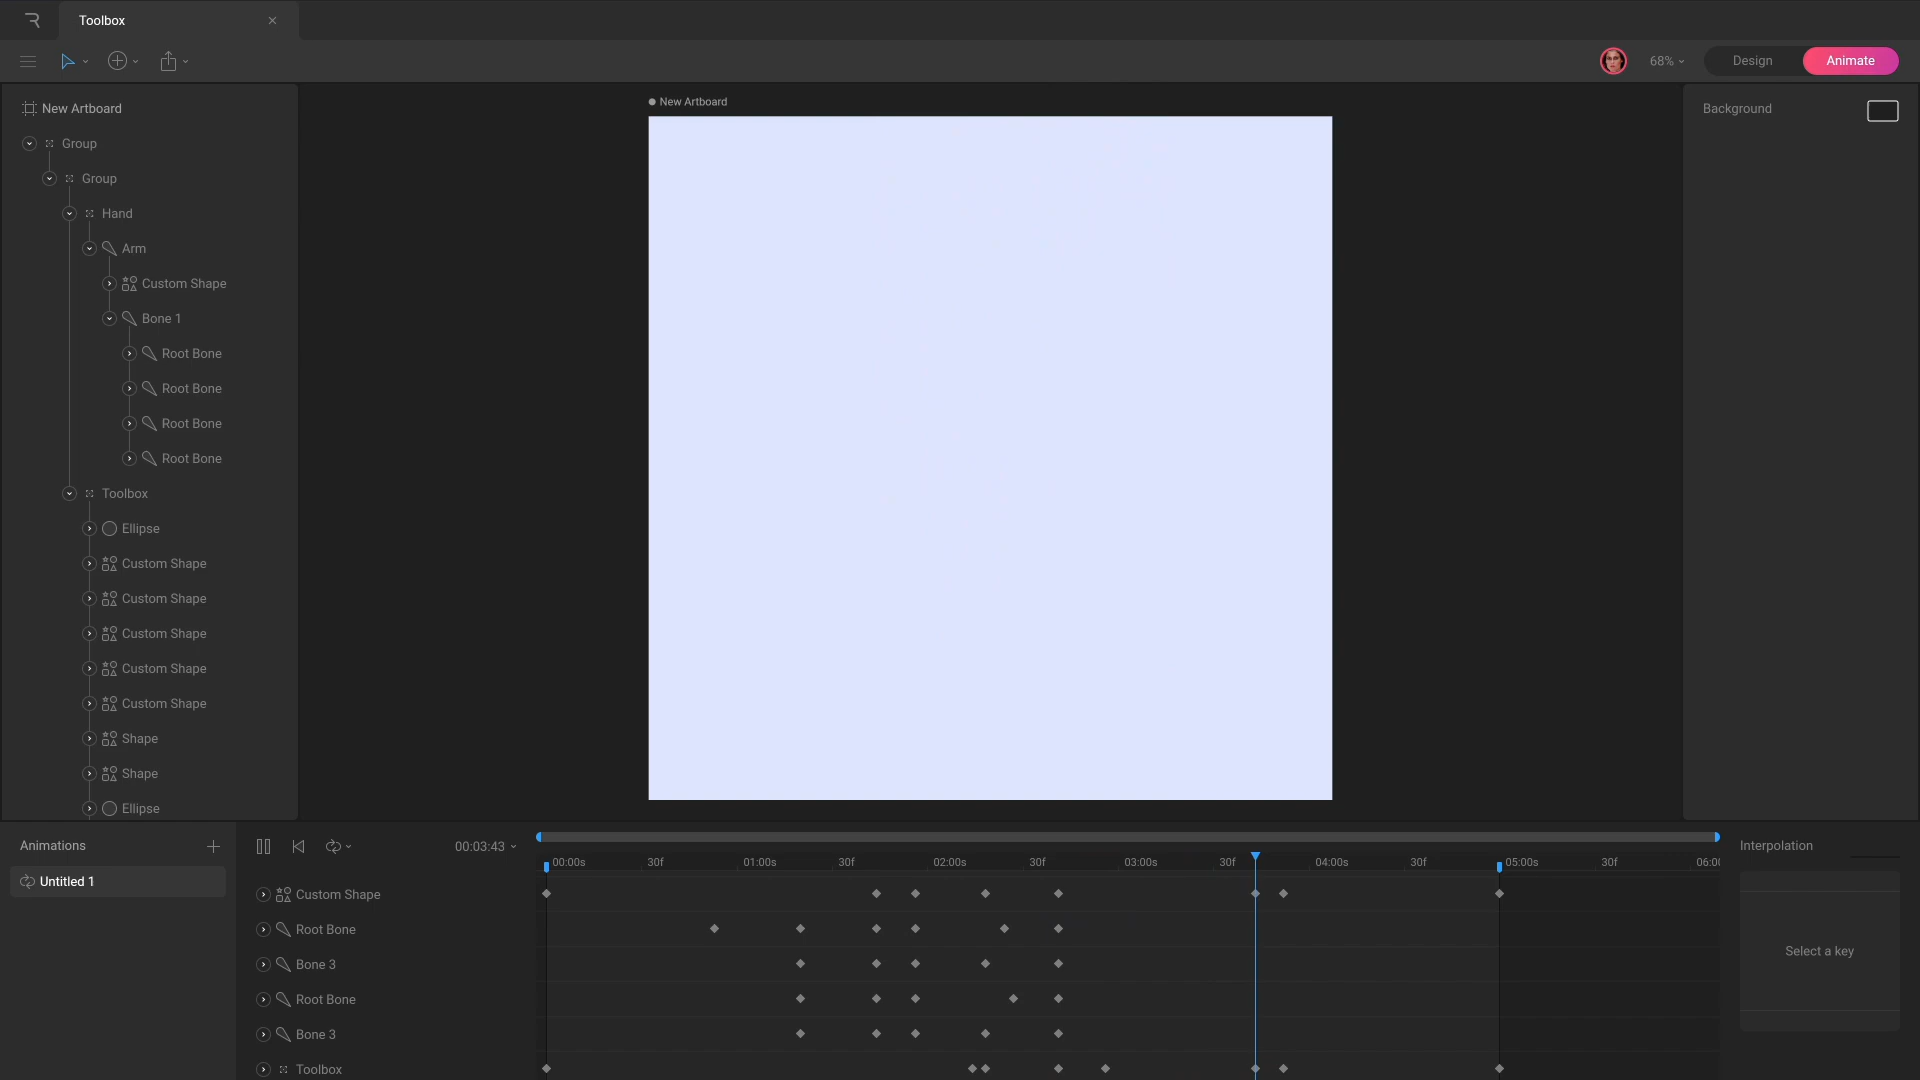 Toolbox
68%
Design
Animate
New Artboard
Group
Group
Hand
Arm
Custom Shape
Bone 1
Root Bone
Root Bone
Root Bone
Root Bone
Toolbox
Ellipse
Custom Shape
Custom Shape
Custom Shape
Custom Shape
Custom Shape
Shape
Shape
Ellipse
New Artboard
Background
Animations
Untitled 1
00:03:43
00:00s 30f 01:00s 30f 02:00s 30f 03:00s 30f 04:00s 30f 05:00s 30f
Custom Shape
Root Bone
Bone 3
Root Bone
Bone 3
Toolbox
Interpolation
Select a key